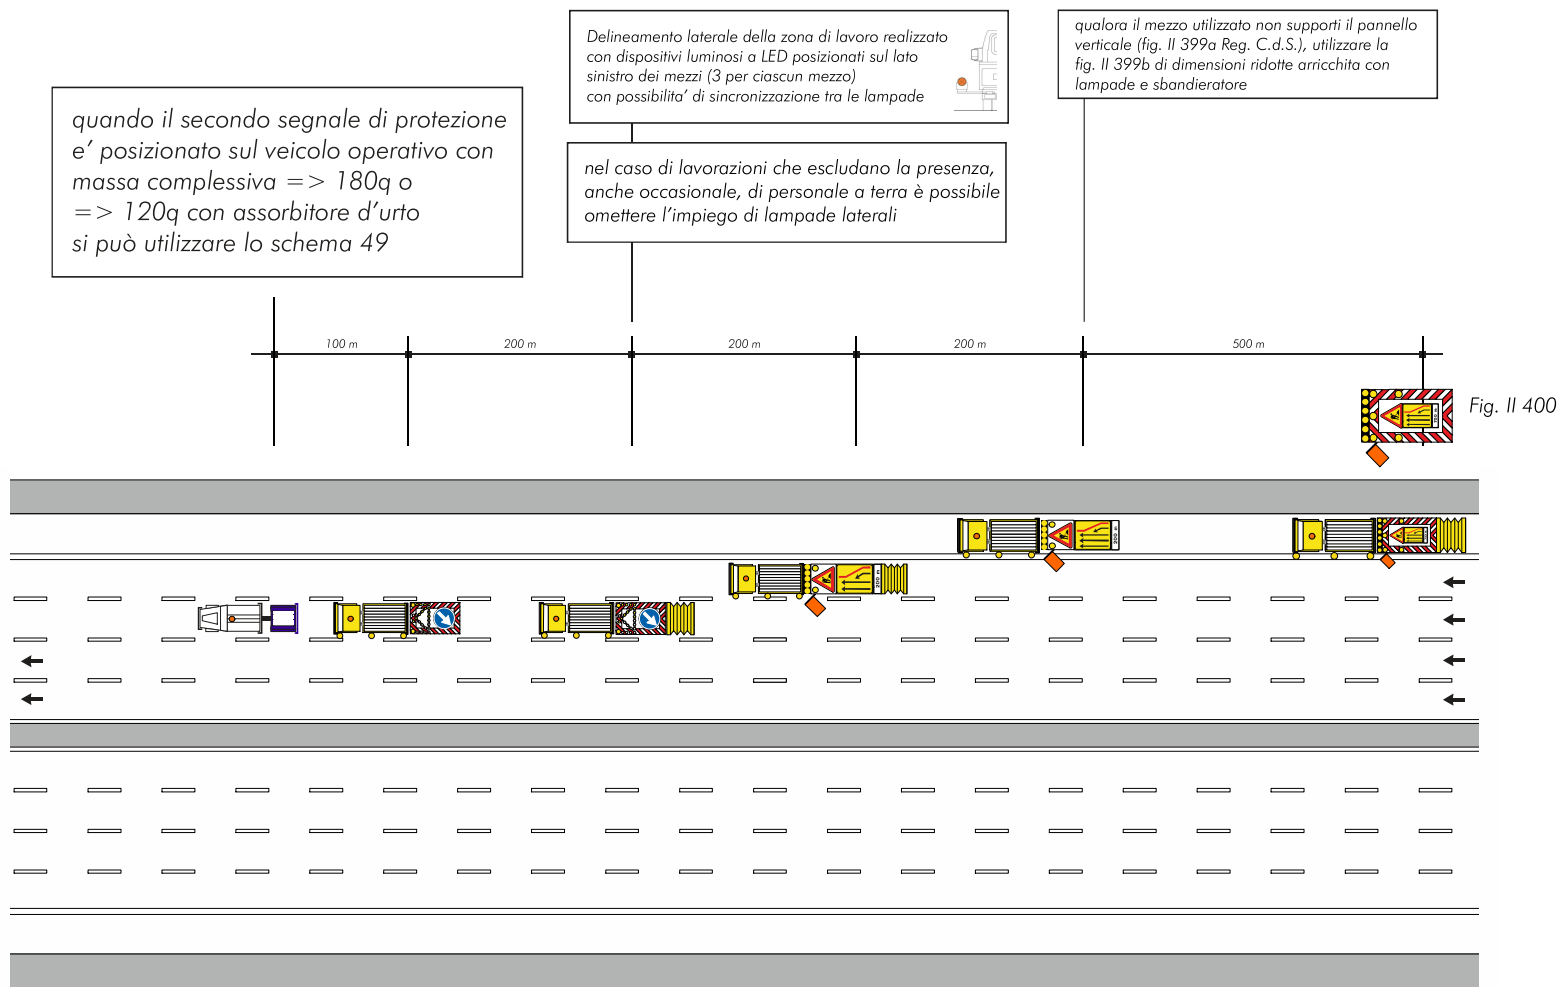 Delineamento laterale della zona di lavoro realizzato
con dispositivi luminosi a LED posizionati sul lato
sinistro dei mezzi (3 per ciascun mezzo)
con possibilita' di sincronizzazione tra le lampade
qualora il mezzo utilizzato non supporti il pannello
verticale (fig. II 399a Reg. C.d.S.), utilizzare la
fig. II 399b di dimensioni ridotte arricchita con
lampade e sbandieratore
quando il secondo segnale di protezione
e' posizionato sul veicolo operativo con
massa complessiva => 180q o
=> 120q con assorbitore d'urto
si può utilizzare lo schema 49
nel caso di lavorazioni che escludano la presenza,
anche occasionale, di personale a terra è possibile
omettere l'impiego di lampade laterali
100 m
200 m
200 m
200 m
500 m
Fig. II 400
200 m
200 m